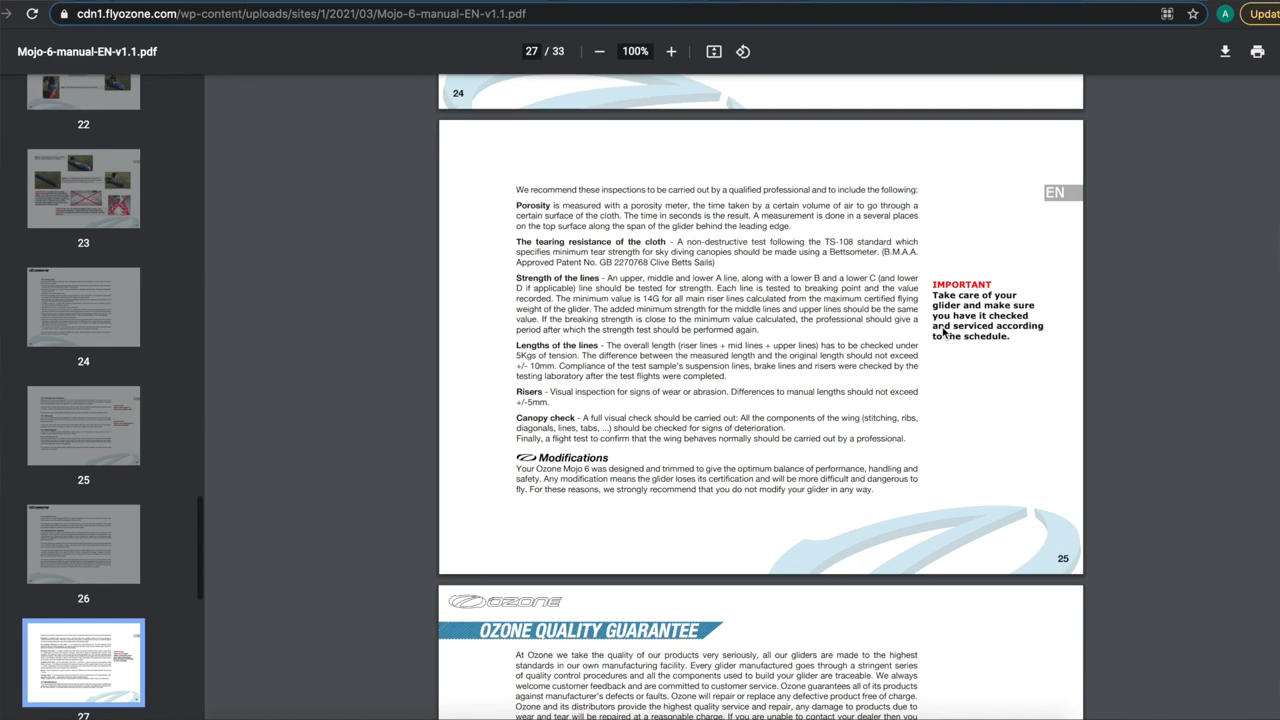 cdn1.flyozone.com/wp-content/uploads/sites/1/2021/03/Mojo-6-manual-EN-v1.1.pdf
A
Updat
Mojo-6-manual-EN-v1.1.pdf
27 / 33
100%
22
23
24
25
26
27
24
EN
We recommend these inspections to be carried out by a qualified professional and to include the following:
Porosity is measured with a porosity meter, the time taken by a certain volume of air to go through a
certain surface of the cloth. The time in seconds is the result. A measurement is done in a several places
on the top surface along the span of the glider behind the leading edge.
The tearing resistance of the cloth - A non-destructive test following the TS-108 standard which
specifies minimum tear strength for sky diving canopies should be made using a Bettsometer. (B.M.A.A.
Approved Patent No. GB 2270768 Clive Betts Sails)
Strength of the lines - An upper, middle and lower A line, along with a lower B and a lower C (and lower
D if applicable) line should be tested for strength. Each line is tested to breaking point and the value
recorded. The minimum value is 14G for all main riser lines calculated from the maximum certified flying
weight of the glider. The added minimum strength for the middle lines and upper lines should be the same
value. If the breaking strength is close to the minimum value calculated, the professional should give a
period after which the strength test should be performed again.
Lengths of the lines - The overall length (riser lines + mid lines + upper lines) has to be checked under
5Kgs of tension. The difference between the measured length and the original length should not exceed
+/- 10mm. Compliance of the test sample's suspension lines, brake lines and risers were checked by the
testing laboratory after the test flights were completed.
Risers - Visual inspection for signs of wear or abrasion. Differences to manual lengths should not exceed
+/-5mm.
Canopy check - A full visual check should be carried out: All the components of the wing (stitching, ribs,
diagonals, lines, tabs, ...) should be checked for signs of deterioration.
Finally, a flight test to confirm that the wing behaves normally should be carried out by a professional.
Modifications
Your Ozone Mojo 6 was designed and trimmed to give the optimum balance of performance, handling and
safety. Any modification means the glider loses its certification and will be more difficult and dangerous to
fly. For these reasons, we strongly recommend that you do not modify your glider in any way.
IMPORTANT
Take care of your
glider and make sure
you have it checked
and serviced according
to the schedule.
25
OZONE
OZONE QUALITY GUARANTEE
At Ozone we take the quality of our products very seriously, all our gliders are made to the highest
standards in our own manufacturing facility. Every glider manufactured goes through a stringent series
of quality control procedures and all the components used to build your glider are traceable. We always
welcome customer feedback and are committed to customer service. Ozone guarantees all of its products
against manufacturer's defects or faults. Ozone will repair or replace any defective product free of charge.
Ozone and its distributors provide the highest quality service and repair, any damage to products due to
wear and tear will be repaired at a reasonable charge. If you are unable to contact your dealer then you